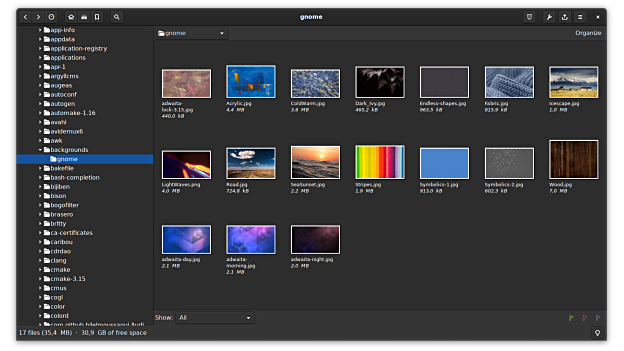 gnome
app-info
appdata
application-registry
applications
apr-1
argyllcms
augeas
autoconf
autogen
automake-1.16
avahi
avidemux6
awk
backgrounds
gnome
bakefile
bash-completion
bijiben
bison
bogofilter
brasero
brltty
ca-certificates
caribou
cdrdao
clang
cmake
cmake-3.15
cmus
cogl
color
colord
com.github.bilelmoussaoui.Audi
gnome
Organize
adwaita-lock-3.15.jpg
440.0 kB
Acrylic.jpg
4.4 MB
ColdWarm.jpg
3.6 MB
Dark_Ivy.jpg
465.2 kB
Endless-shapes.jpg
963.5 kB
Fabric.jpg
815.9 kB
Icescape.jpg
1.0 MB
LightWaves.png
4.0 MB
Road.jpg
724.8 kB
SeaSunset.jpg
2.2 MB
Stripes.jpg
1.9 MB
Symbolics-1.jpg
913.0 kB
Symbolics-2.jpg
602.3 kB
Wood.jpg
7.0 MB
adwaita-day.jpg
2.1 MB
adwaita-morning.jpg
2.1 MB
adwaita-night.jpg
2.0 MB
Show: All
17 files (35,4 MB) · 30,9 GB of free space